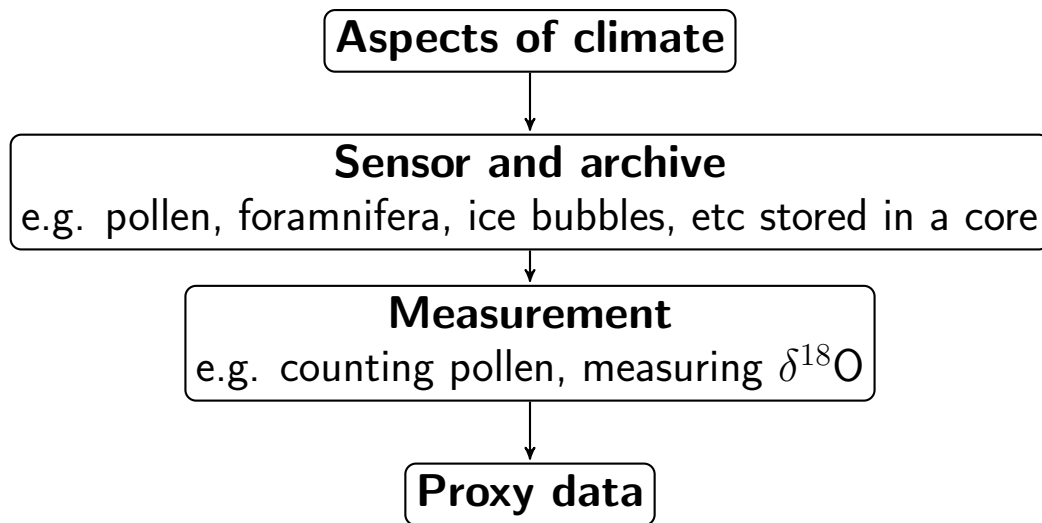 Aspects of climate
Sensor and archive
e.g. pollen, foramnifera, ice bubbles, etc stored in a core
Measurement
e.g. counting pollen, measuring δ¹⁸O
Proxy data